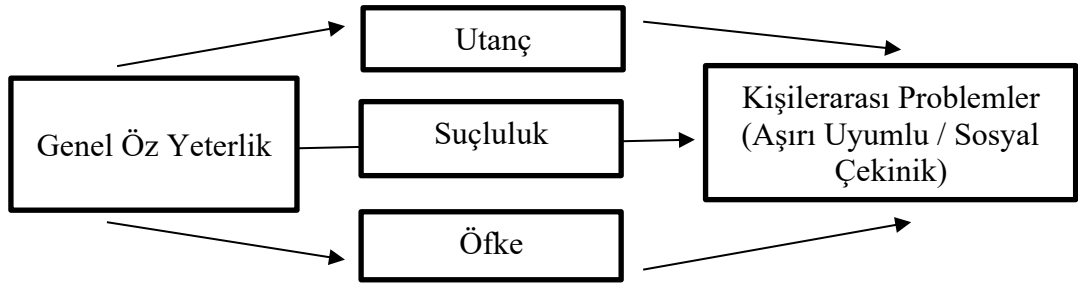 Utanç
Genel Öz Yeterlik
Suçluluk
Kişilerarası Problemler
(Aşırı Uyumlu / Sosyal
Çekinik)
Öfke